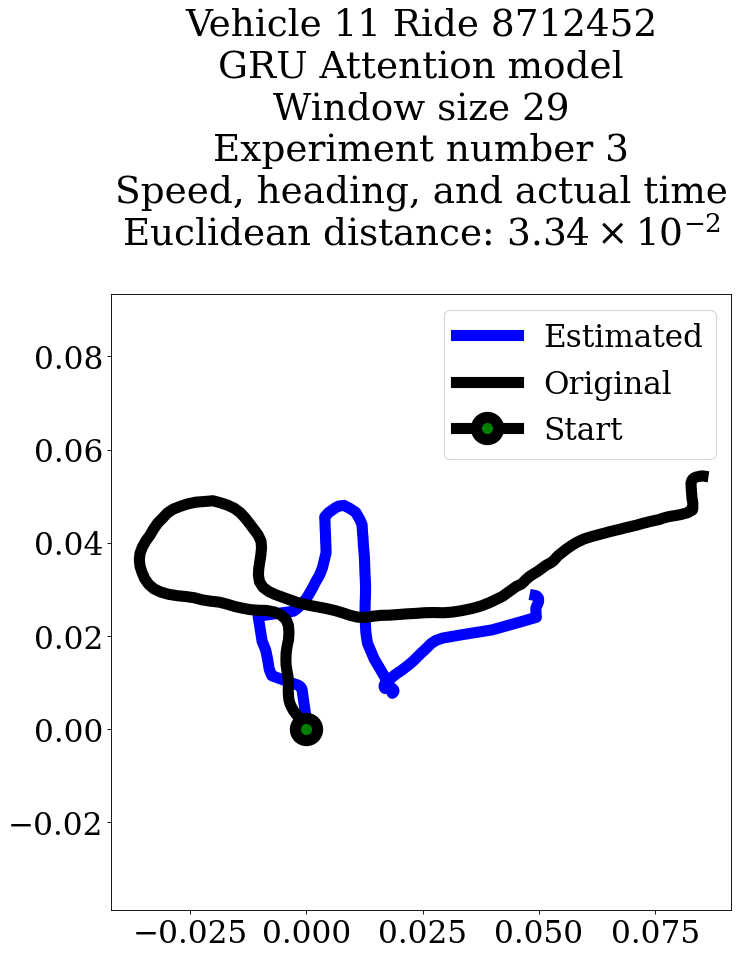 Vehicle 11 Ride 8712452
GRU Attention model
Window size 29
Experiment number 3
Speed, heading, and actual time
Euclidean distance: 3.34 × 10⁻²
Estimated
Original
Start
0.08
0.06
0.04
0.02
0.00
−0.02
−0.025 0.000 0.025 0.050 0.075